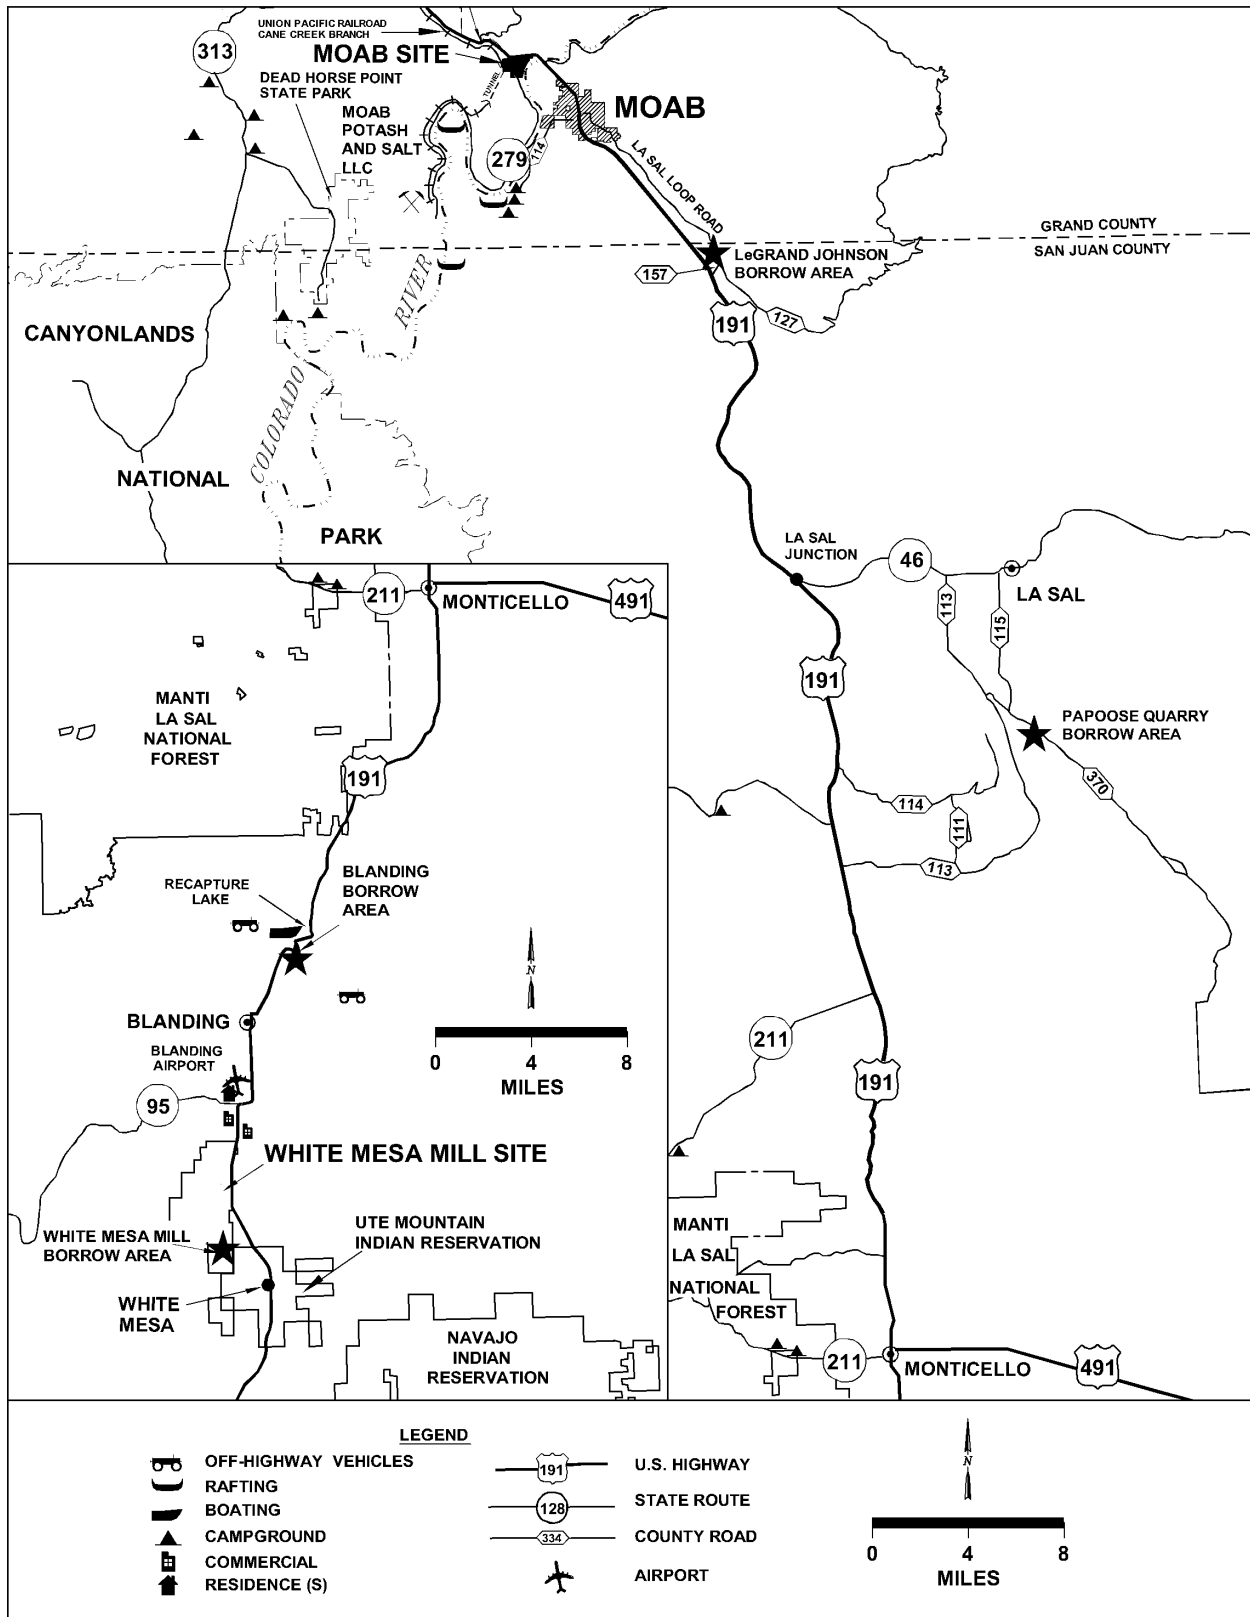 UNION PACIFIC RAILROAD
CANE CREEK BRANCH
313
MOAB SITE
DEAD HORSE POINT
STATE PARK
TUNNEL
MOAB
POTASH
AND SALT
LLC
MOAB
279
114
LA SAL LOOP ROAD
GRAND COUNTY
SAN JUAN COUNTY
LeGRAND JOHNSON
BORROW AREA
157
RIVER
191
127
CANYONLANDS
COLORADO
NATIONAL
PARK
LA SAL
JUNCTION
46
LA SAL
113
115
191
PAPOOSE QUARRY
BORROW AREA
370
114
111
113
211
191
MANTI
LA SAL
NATIONAL
FOREST
211
MONTICELLO
491
211
MONTICELLO
491
MANTI
LA SAL
NATIONAL
FOREST
191
RECAPTURE
LAKE
BLANDING
BORROW
AREA
N
BLANDING
0 4 8
MILES
BLANDING
AIRPORT
95
WHITE MESA MILL SITE
WHITE MESA MILL
BORROW AREA
UTE MOUNTAIN
INDIAN RESERVATION
WHITE
MESA
NAVAJO
INDIAN
RESERVATION
LEGEND
OFF-HIGHWAY VEHICLES
RAFTING
BOATING
CAMPGROUND
COMMERCIAL
RESIDENCE (S)
191 U.S. HIGHWAY
128 STATE ROUTE
334 COUNTY ROAD
AIRPORT
N
0 4 8
MILES